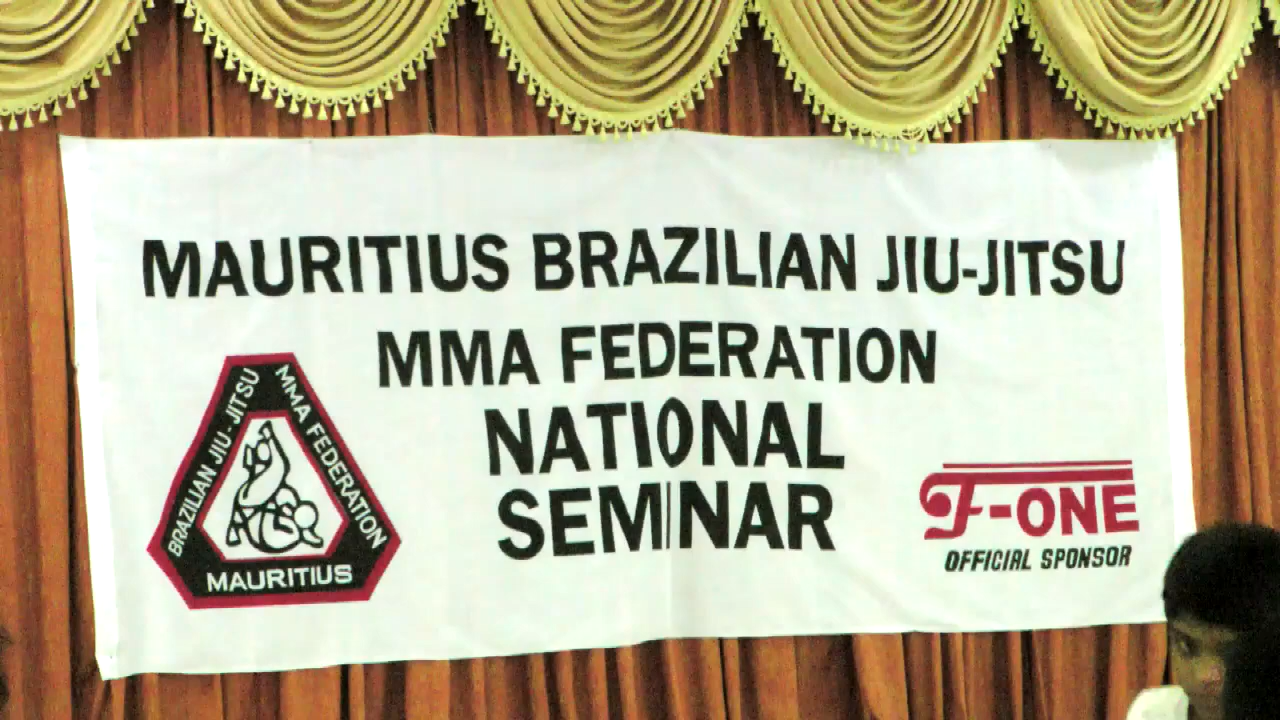 MAURITIUS BRAZILIAN JIU-JITSU
MMA FEDERATION
NATIONAL
SEMINAR
BRAZILIAN JIU-JITSU
MMA FEDERATION
MAURITIUS
F-ONE
OFFICIAL SPONSOR